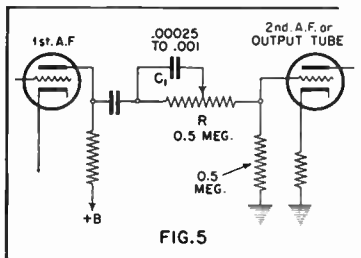 .00025
TO .001
1st. A.F
2nd. A.F. or
OUTPUT TUBE
C₁
R
0.5 MEG.
0.5
MEG.
+B
FIG.5